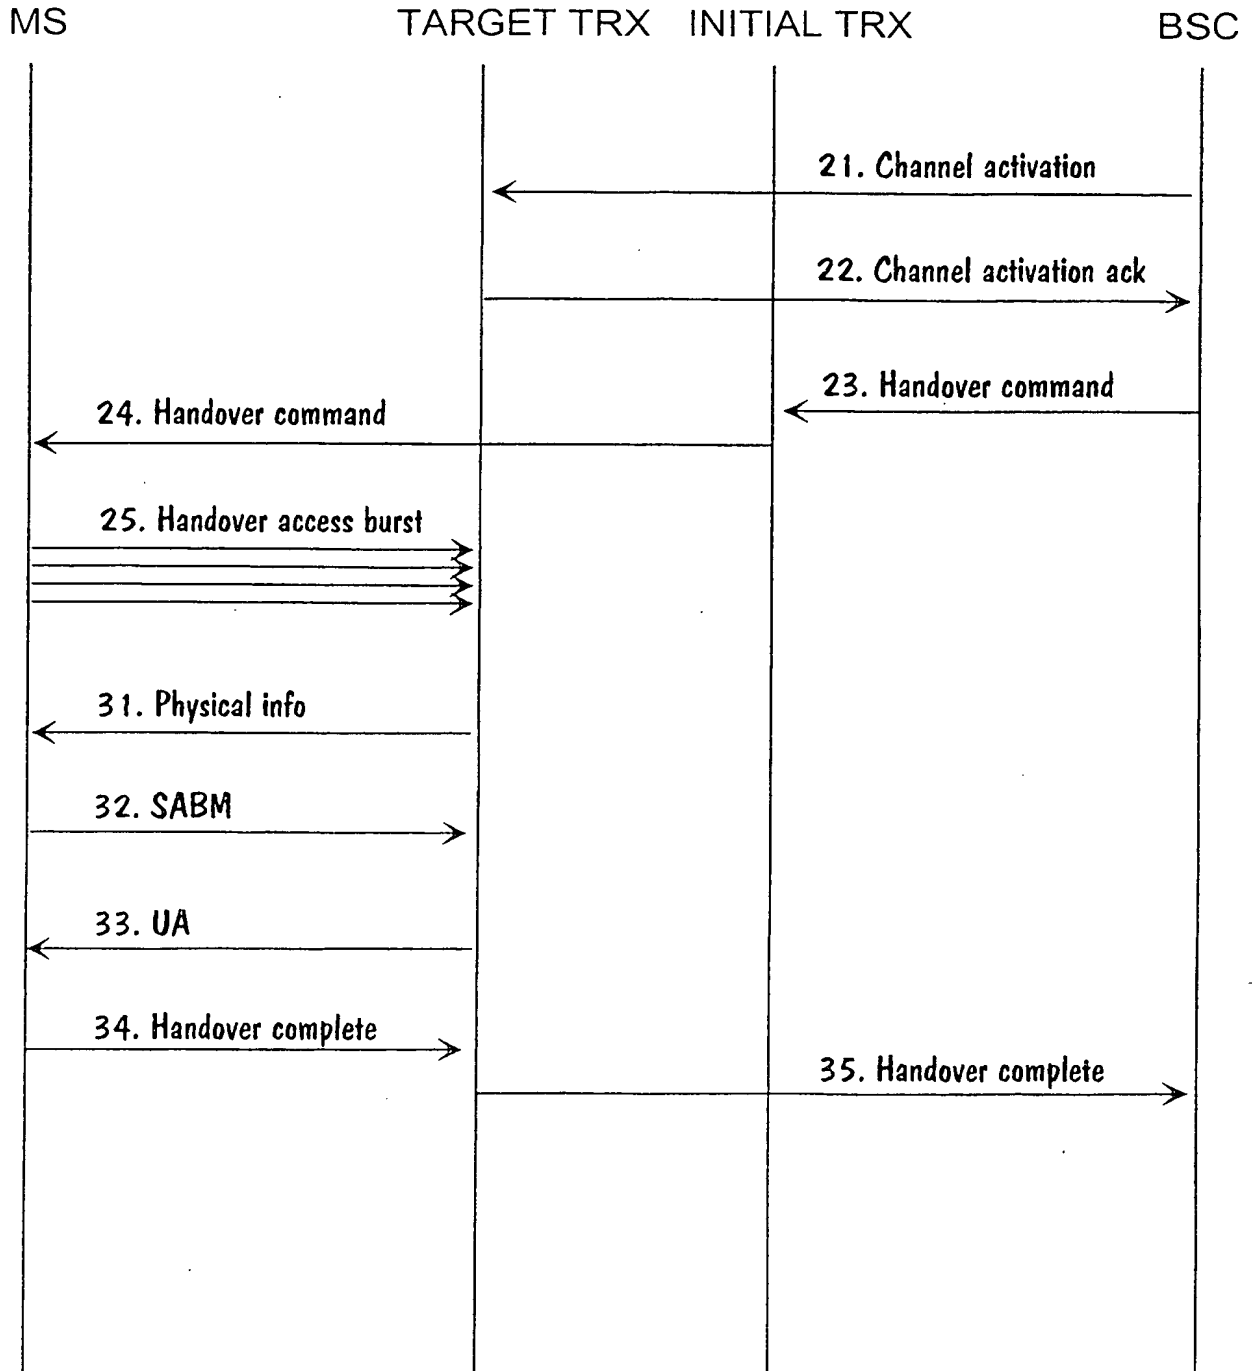 MS TARGET TRX INITIAL TRX BSC
21. Channel activation
22. Channel activation ack
23. Handover command
24. Handover command
25. Handover access burst
31. Physical info
32. SABM
33. UA
34. Handover complete
35. Handover complete